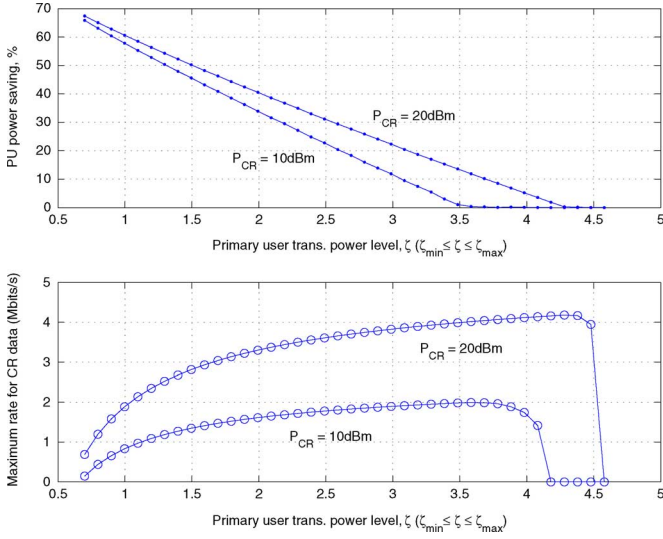 70
60
50
40
30
20
10
0
PU power saving, %
P_CR = 20dBm
P_CR = 10dBm
0.5 1 1.5 2 2.5 3 3.5 4 4.5 5
Primary user trans. power level, ζ (ζ_min ≤ ζ ≤ ζ_max)
5
4
3
2
1
0
Maximum rate for CR data (Mbits/s)
P_CR = 20dBm
P_CR = 10dBm
0.5 1 1.5 2 2.5 3 3.5 4 4.5 5
Primary user trans. power level, ζ (ζ_min ≤ ζ ≤ ζ_max)